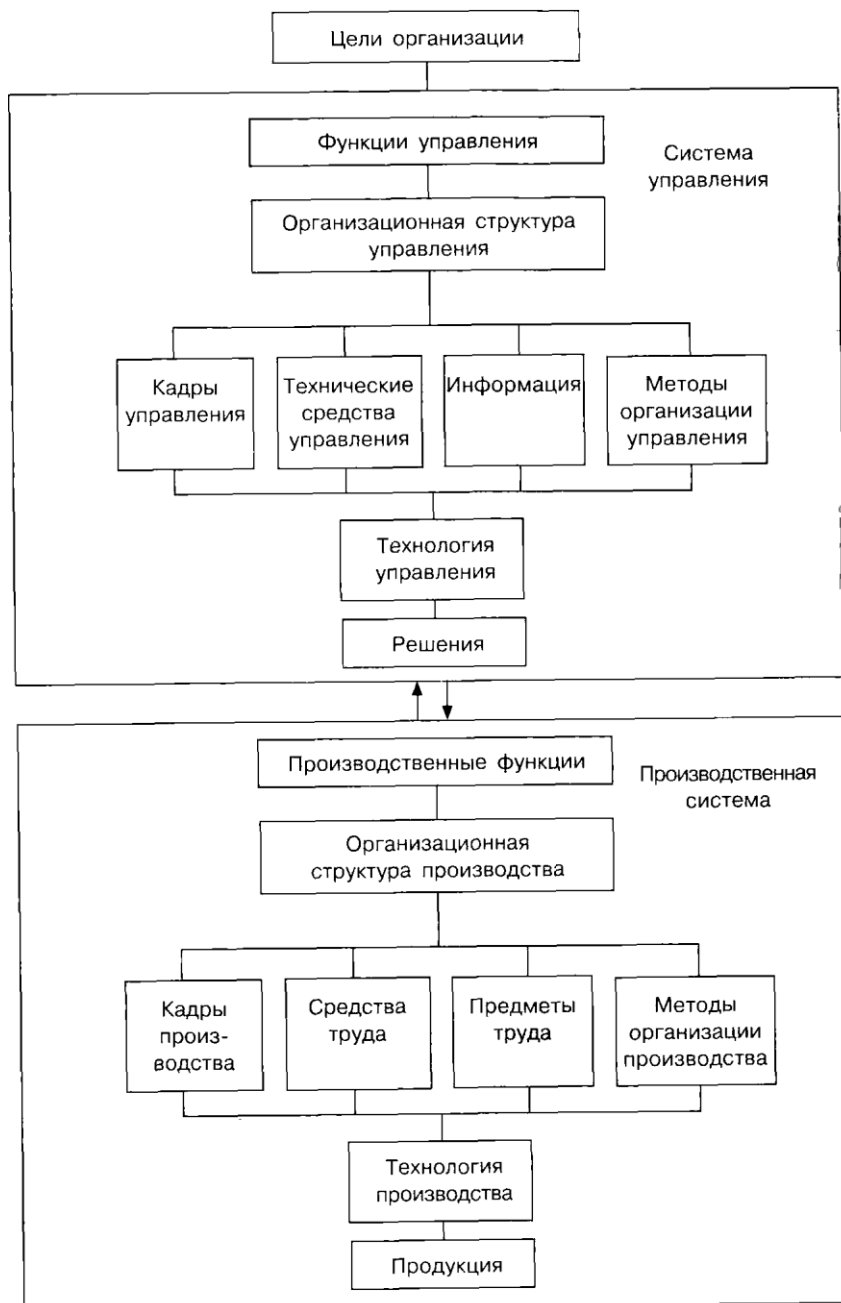 Цели организации
Функции управления
Система
управления
Организационная структура
управления
Кадры
управления
Технические
средства
управления
Информация
Методы
организации
управления
Технология
управления
Решения
Производственные функции
Производственная
система
Организационная
структура производства
Кадры
произ-
водства
Средства
труда
Предметы
труда
Методы
организации
производства
Технология
производства
Продукция